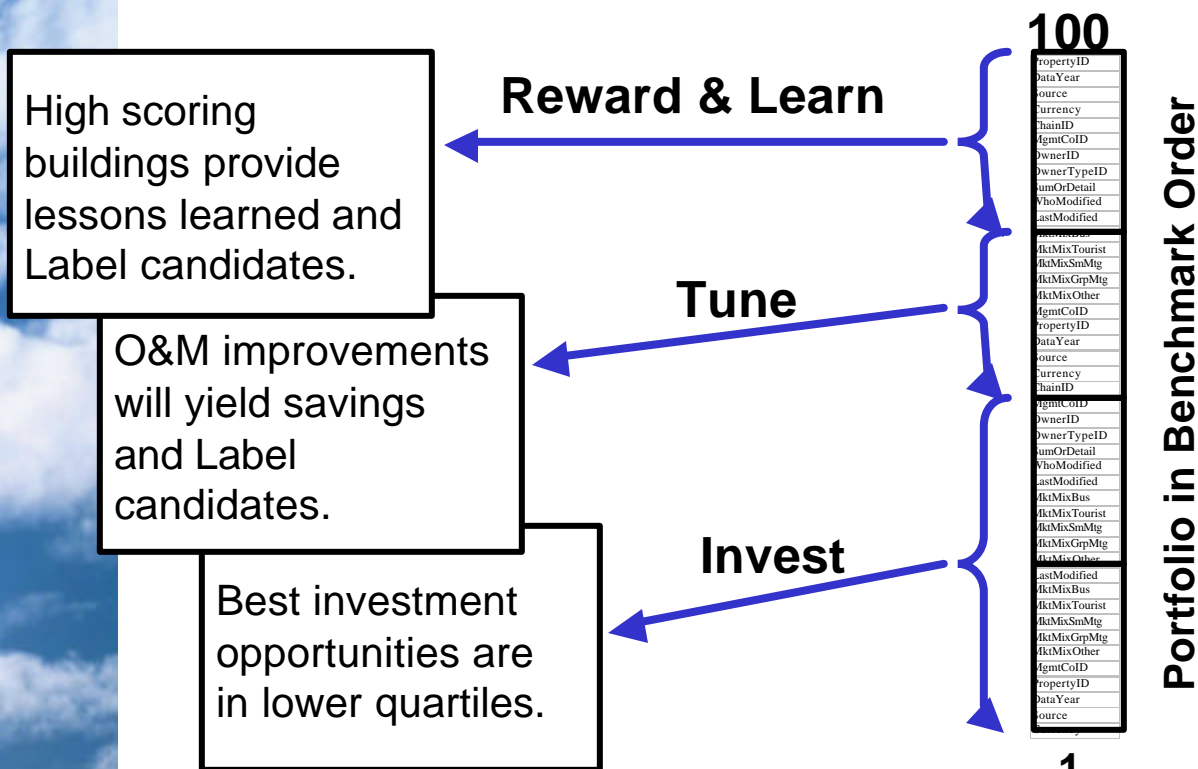 High scoring
buildings provide
lessons learned and
Label candidates.
O&M improvements
will yield savings
and Label
candidates.
Best investment
opportunities are
in lower quartiles.
Reward & Learn
Tune
Invest
100
PropertyID
DataYear
Source
Currency
ChainID
MgmtCoID
OwnerID
OwnerTypeID
SumOrDetail
WhoModified
LastModified
MktMixBus
MktMixTourist
MktMixSmMtg
MktMixGrpMtg
MktMixOther
MgmtCoID
PropertyID
DataYear
Source
Currency
ChainID
MgmtCoID
OwnerID
OwnerTypeID
SumOrDetail
WhoModified
LastModified
MktMixBus
MktMixTourist
MktMixSmMtg
MktMixGrpMtg
MktMixOther
LastModified
MktMixBus
MktMixTourist
MktMixSmMtg
MktMixGrpMtg
MktMixOther
MgmtCoID
PropertyID
DataYear
Source
1
Portfolio in Benchmark Order